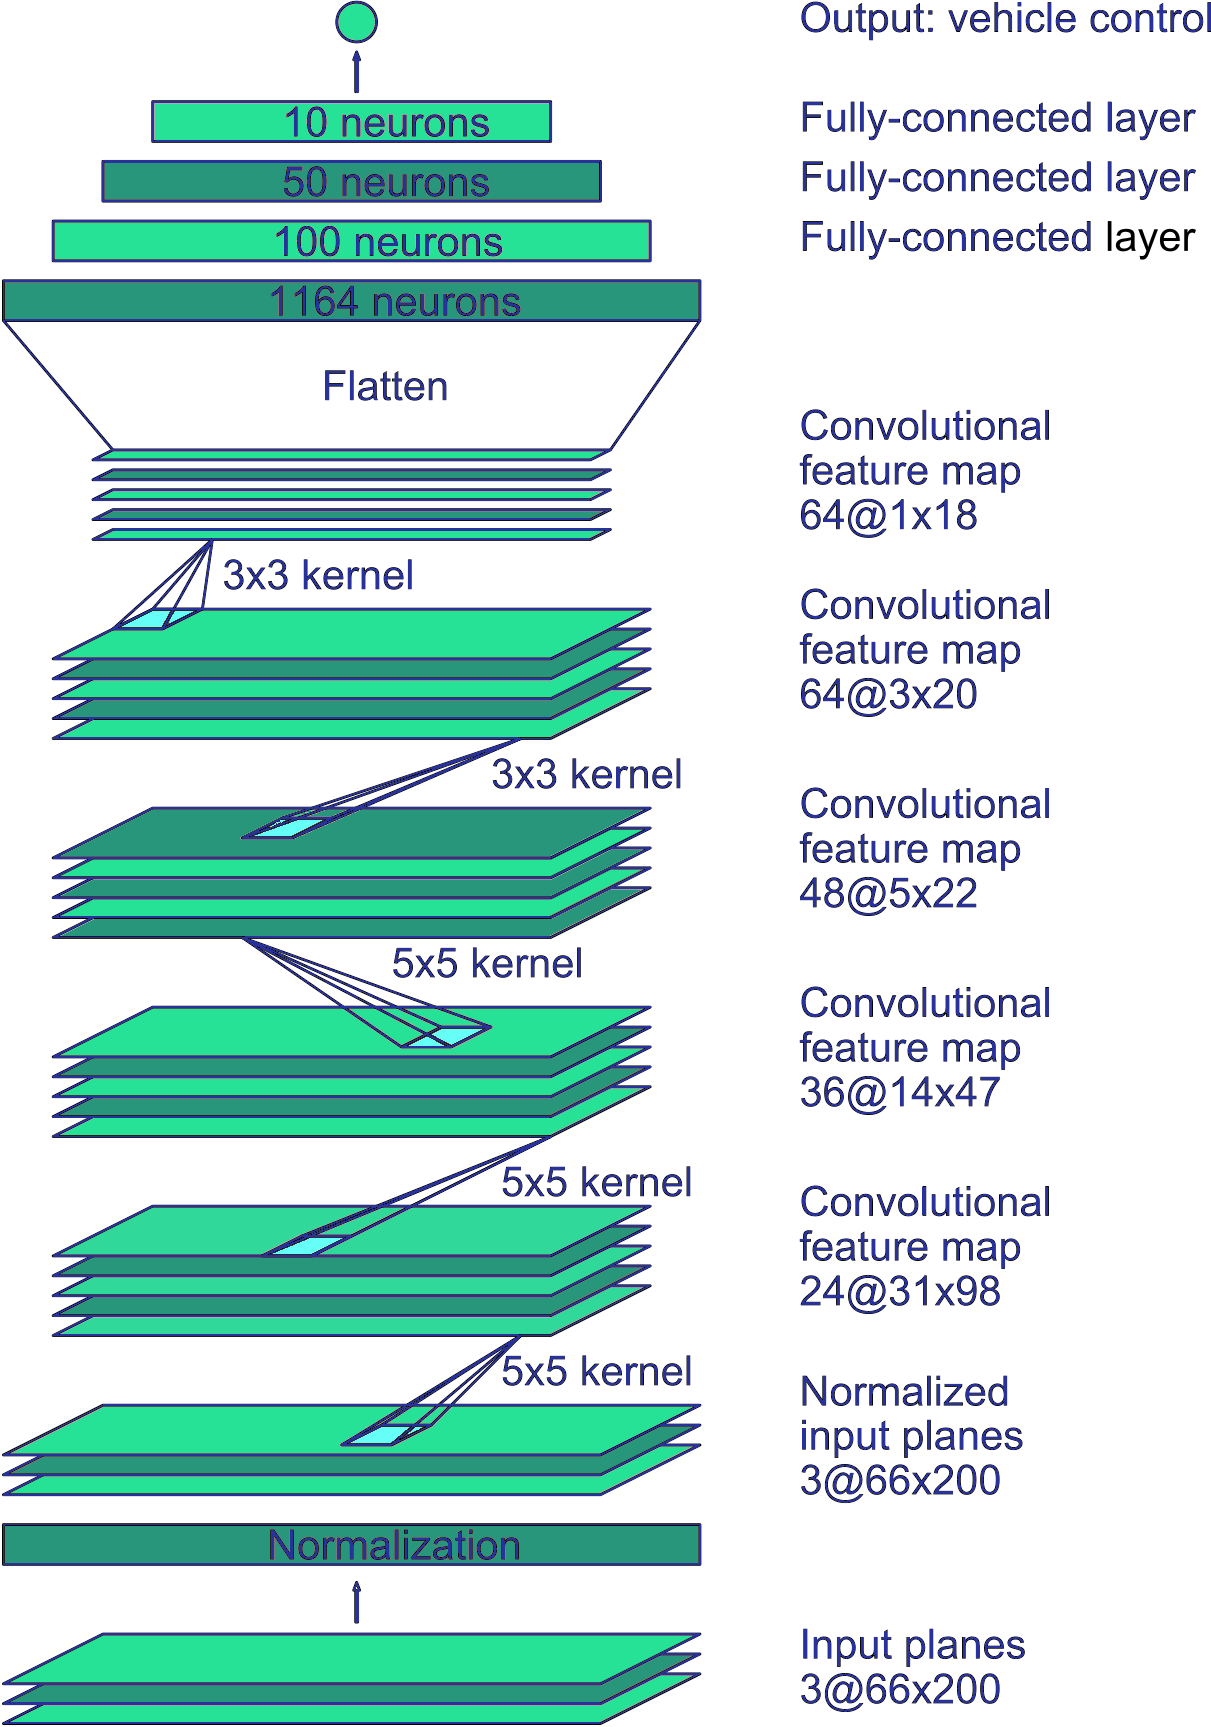 Output: vehicle control
10 neurons
Fully-connected layer
50 neurons
Fully-connected layer
100 neurons
Fully-connected layer
1164 neurons
Flatten
Convolutional
feature map
64@1x18
3x3 kernel
Convolutional
feature map
64@3x20
3x3 kernel
Convolutional
feature map
48@5x22
5x5 kernel
Convolutional
feature map
36@14x47
5x5 kernel
Convolutional
feature map
24@31x98
5x5 kernel
Normalized
input planes
3@66x200
Normalization
Input planes
3@66x200